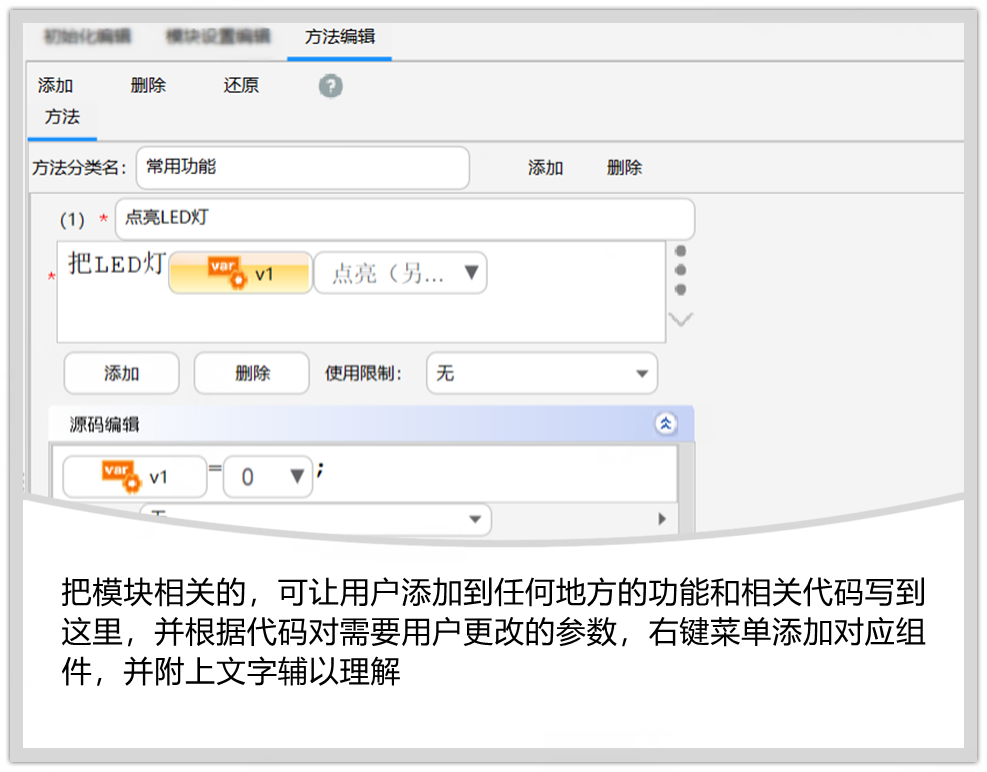 初始化编辑 模块设置编辑 方法编辑
添加 删除 还原 ?
方法
方法分类名: 常用功能 添加 删除
(1) * 点亮LED灯
* 把LED灯 var v1 点亮（另...
添加 删除 使用限制: 无
源码编辑
var v1 = 0 ;
把模块相关的，可让用户添加到任何地方的功能和相关代码写到
这里，并根据代码对需要用户更改的参数，右键菜单添加对应组
件，并附上文字辅以理解